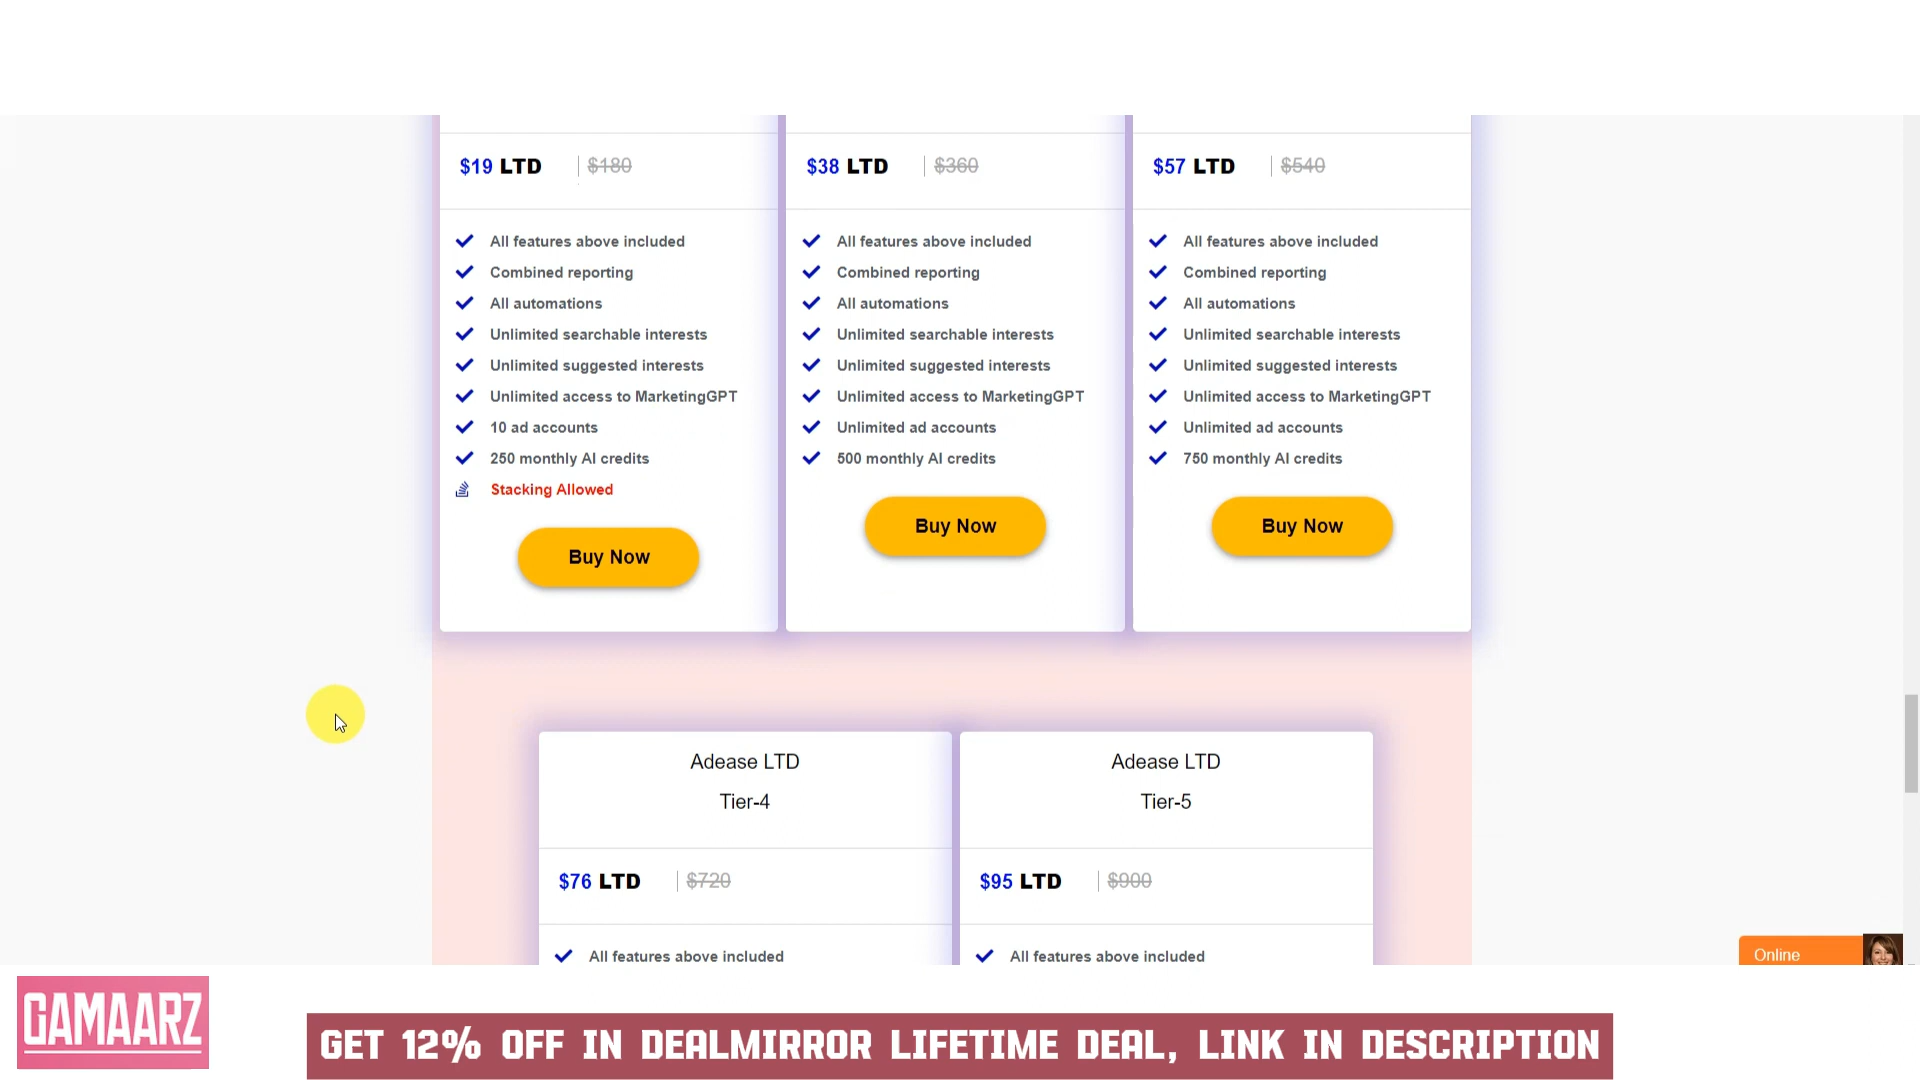 $19 LTD $180
All features above included
Combined reporting
All automations
Unlimited searchable interests
Unlimited suggested interests
Unlimited access to MarketingGPT
10 ad accounts
250 monthly AI credits
Stacking Allowed
Buy Now
$38 LTD $360
All features above included
Combined reporting
All automations
Unlimited searchable interests
Unlimited suggested interests
Unlimited access to MarketingGPT
Unlimited ad accounts
500 monthly AI credits
Buy Now
$57 LTD $540
All features above included
Combined reporting
All automations
Unlimited searchable interests
Unlimited suggested interests
Unlimited access to MarketingGPT
Unlimited ad accounts
750 monthly AI credits
Buy Now
Adease LTD
Tier-4
$76 LTD $720
All features above included
Adease LTD
Tier-5
$95 LTD $900
All features above included
Online
GAMAARZ
GET 12% OFF IN DEALMIRROR LIFETIME DEAL, LINK IN DESCRIPTION